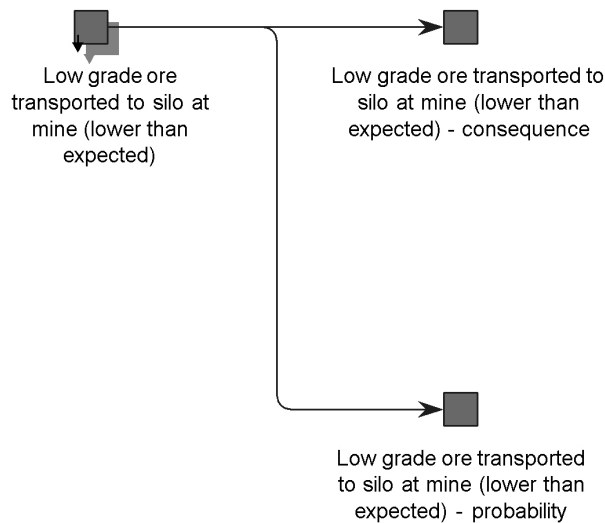 Low grade ore
transported to silo at
mine (lower than
expected)
Low grade ore transported to
silo at mine (lower than
expected) - consequence
Low grade ore transported
to silo at mine (lower than
expected) - probability